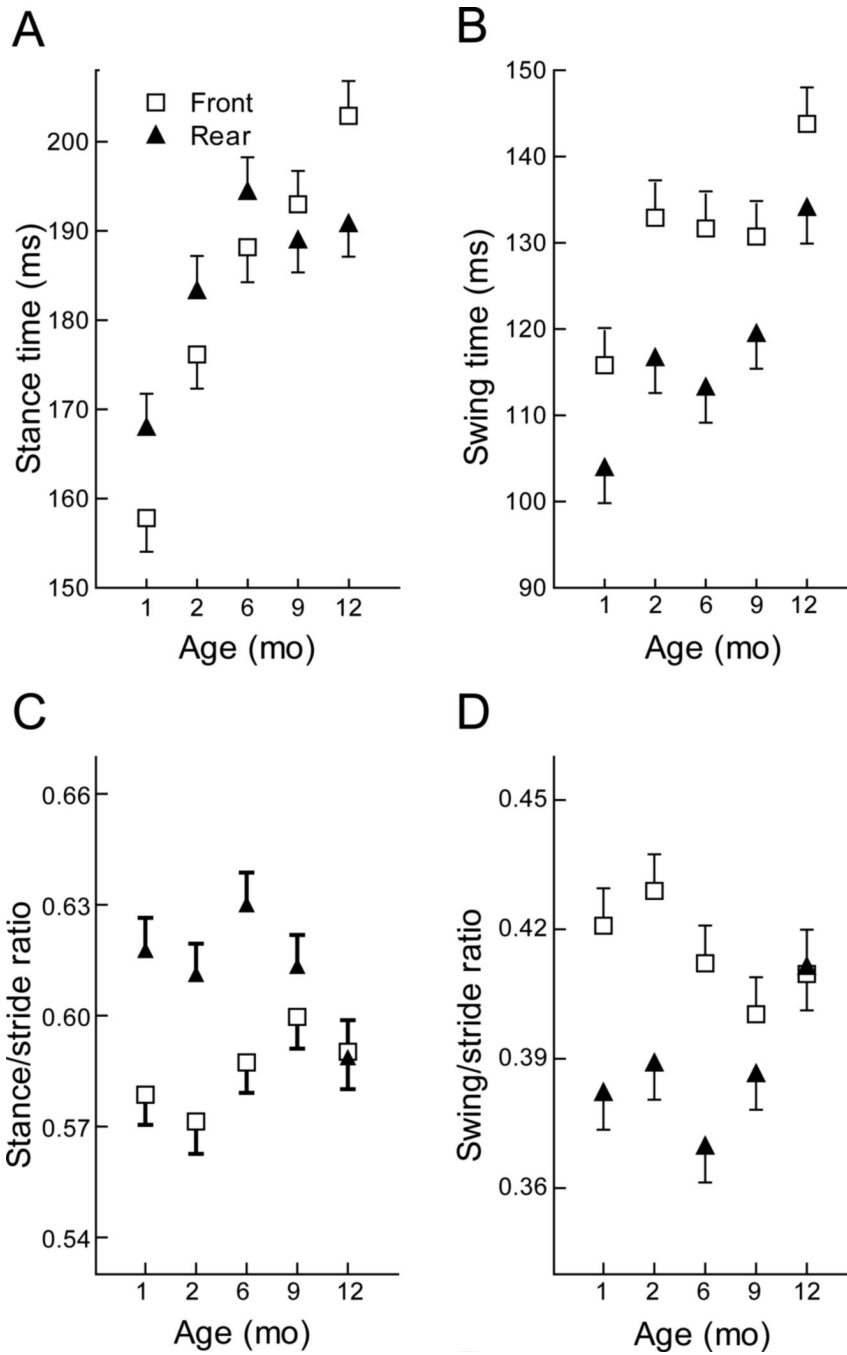 A
Front
Rear
Stance time (ms)
200
190
180
170
160
150
1 2 6 9 12
Age (mo)
B
Swing time (ms)
150
140
130
120
110
100
90
1 2 6 9 12
Age (mo)
C
Stance/stride ratio
0.66
0.63
0.60
0.57
0.54
1 2 6 9 12
Age (mo)
D
Swing/stride ratio
0.45
0.42
0.39
0.36
1 2 6 9 12
Age (mo)